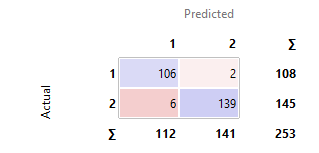 Predicted
1 2 Σ
1 106 2 108
Actual
2 6 139 145
Σ 112 141 253